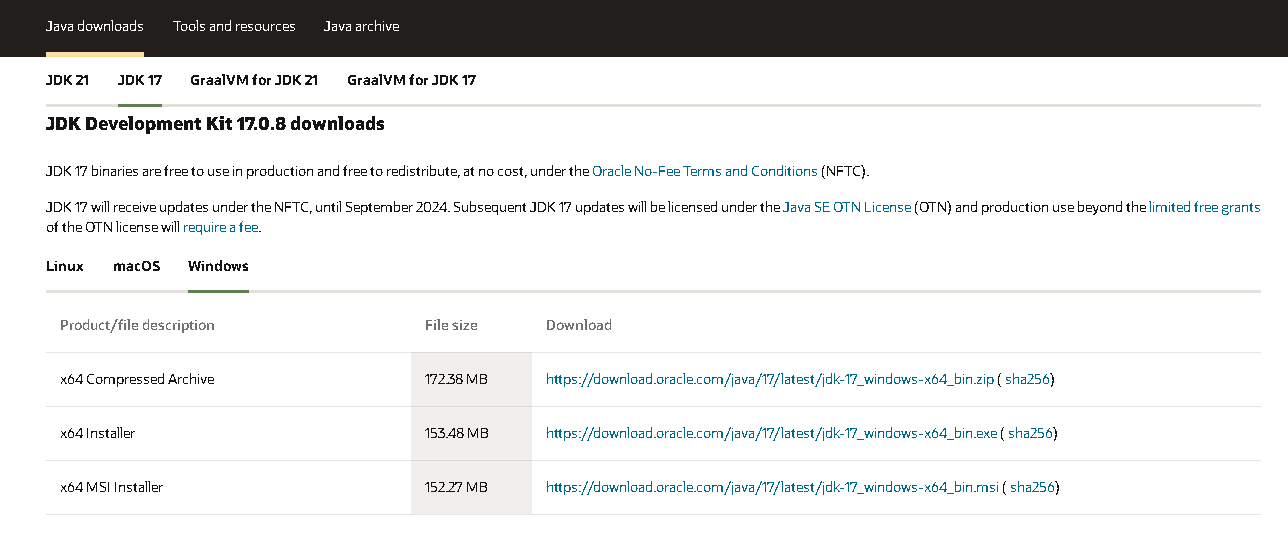 Java downloads Tools and resources Java archive
JDK 21 JDK 17 GraalVM for JDK 21 GraalVM for JDK 17
JDK Development Kit 17.0.8 downloads
JDK 17 binaries are free to use in production and free to redistribute, at no cost, under the Oracle No-Fee Terms and Conditions (NFTC).
JDK 17 will receive updates under the NFTC, until September 2024. Subsequent JDK 17 updates will be licensed under the Java SE OTN License (OTN) and production use beyond the limited free grants
of the OTN license will require a fee.
Linux macOS Windows
Product/file description File size Download
x64 Compressed Archive 172.38 MB https://download.oracle.com/java/17/latest/jdk-17_windows-x64_bin.zip ( sha256)
x64 Installer 153.48 MB https://download.oracle.com/java/17/latest/jdk-17_windows-x64_bin.exe ( sha256)
x64 MSI Installer 152.27 MB https://download.oracle.com/java/17/latest/jdk-17_windows-x64_bin.msi ( sha256)